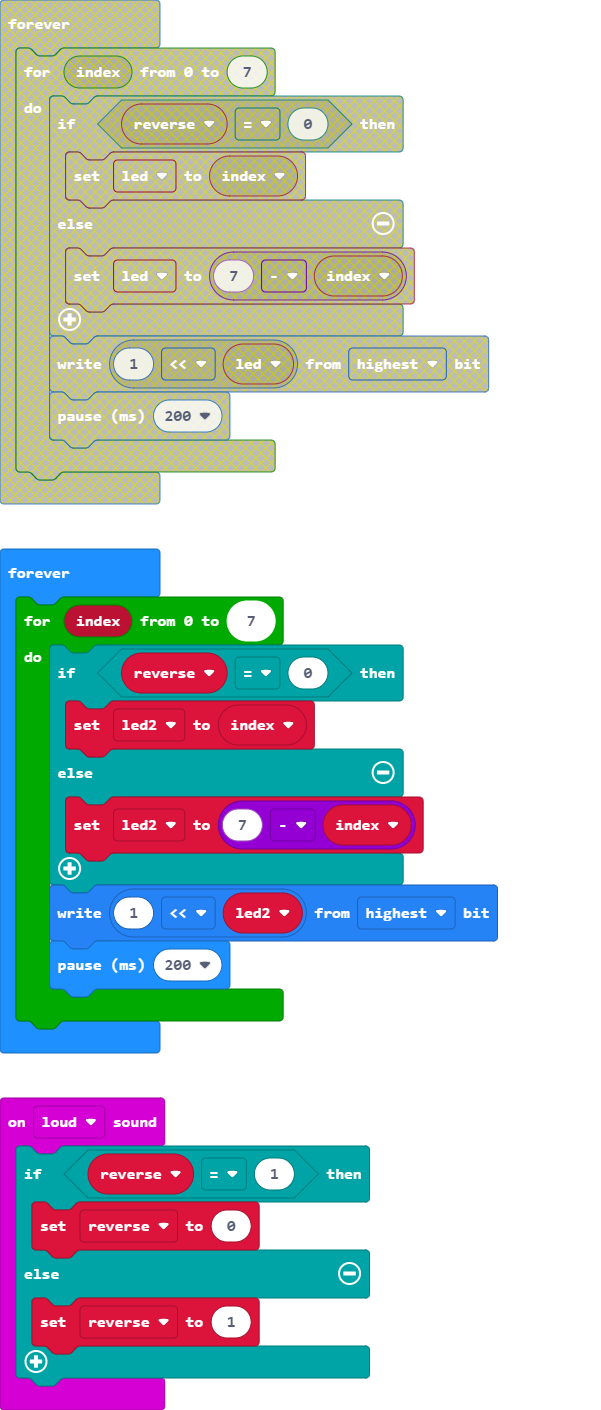 forever
for index from 0 to 7
do
if reverse = 0 then
set led to index
else
set led to 7 - index
write 1 << led from highest bit
pause (ms) 200
forever
for index from 0 to 7
do
if reverse = 0 then
set led2 to index
else
set led2 to 7 - index
write 1 << led2 from highest bit
pause (ms) 200
on loud sound
if reverse = 1 then
set reverse to 0
else
set reverse to 1